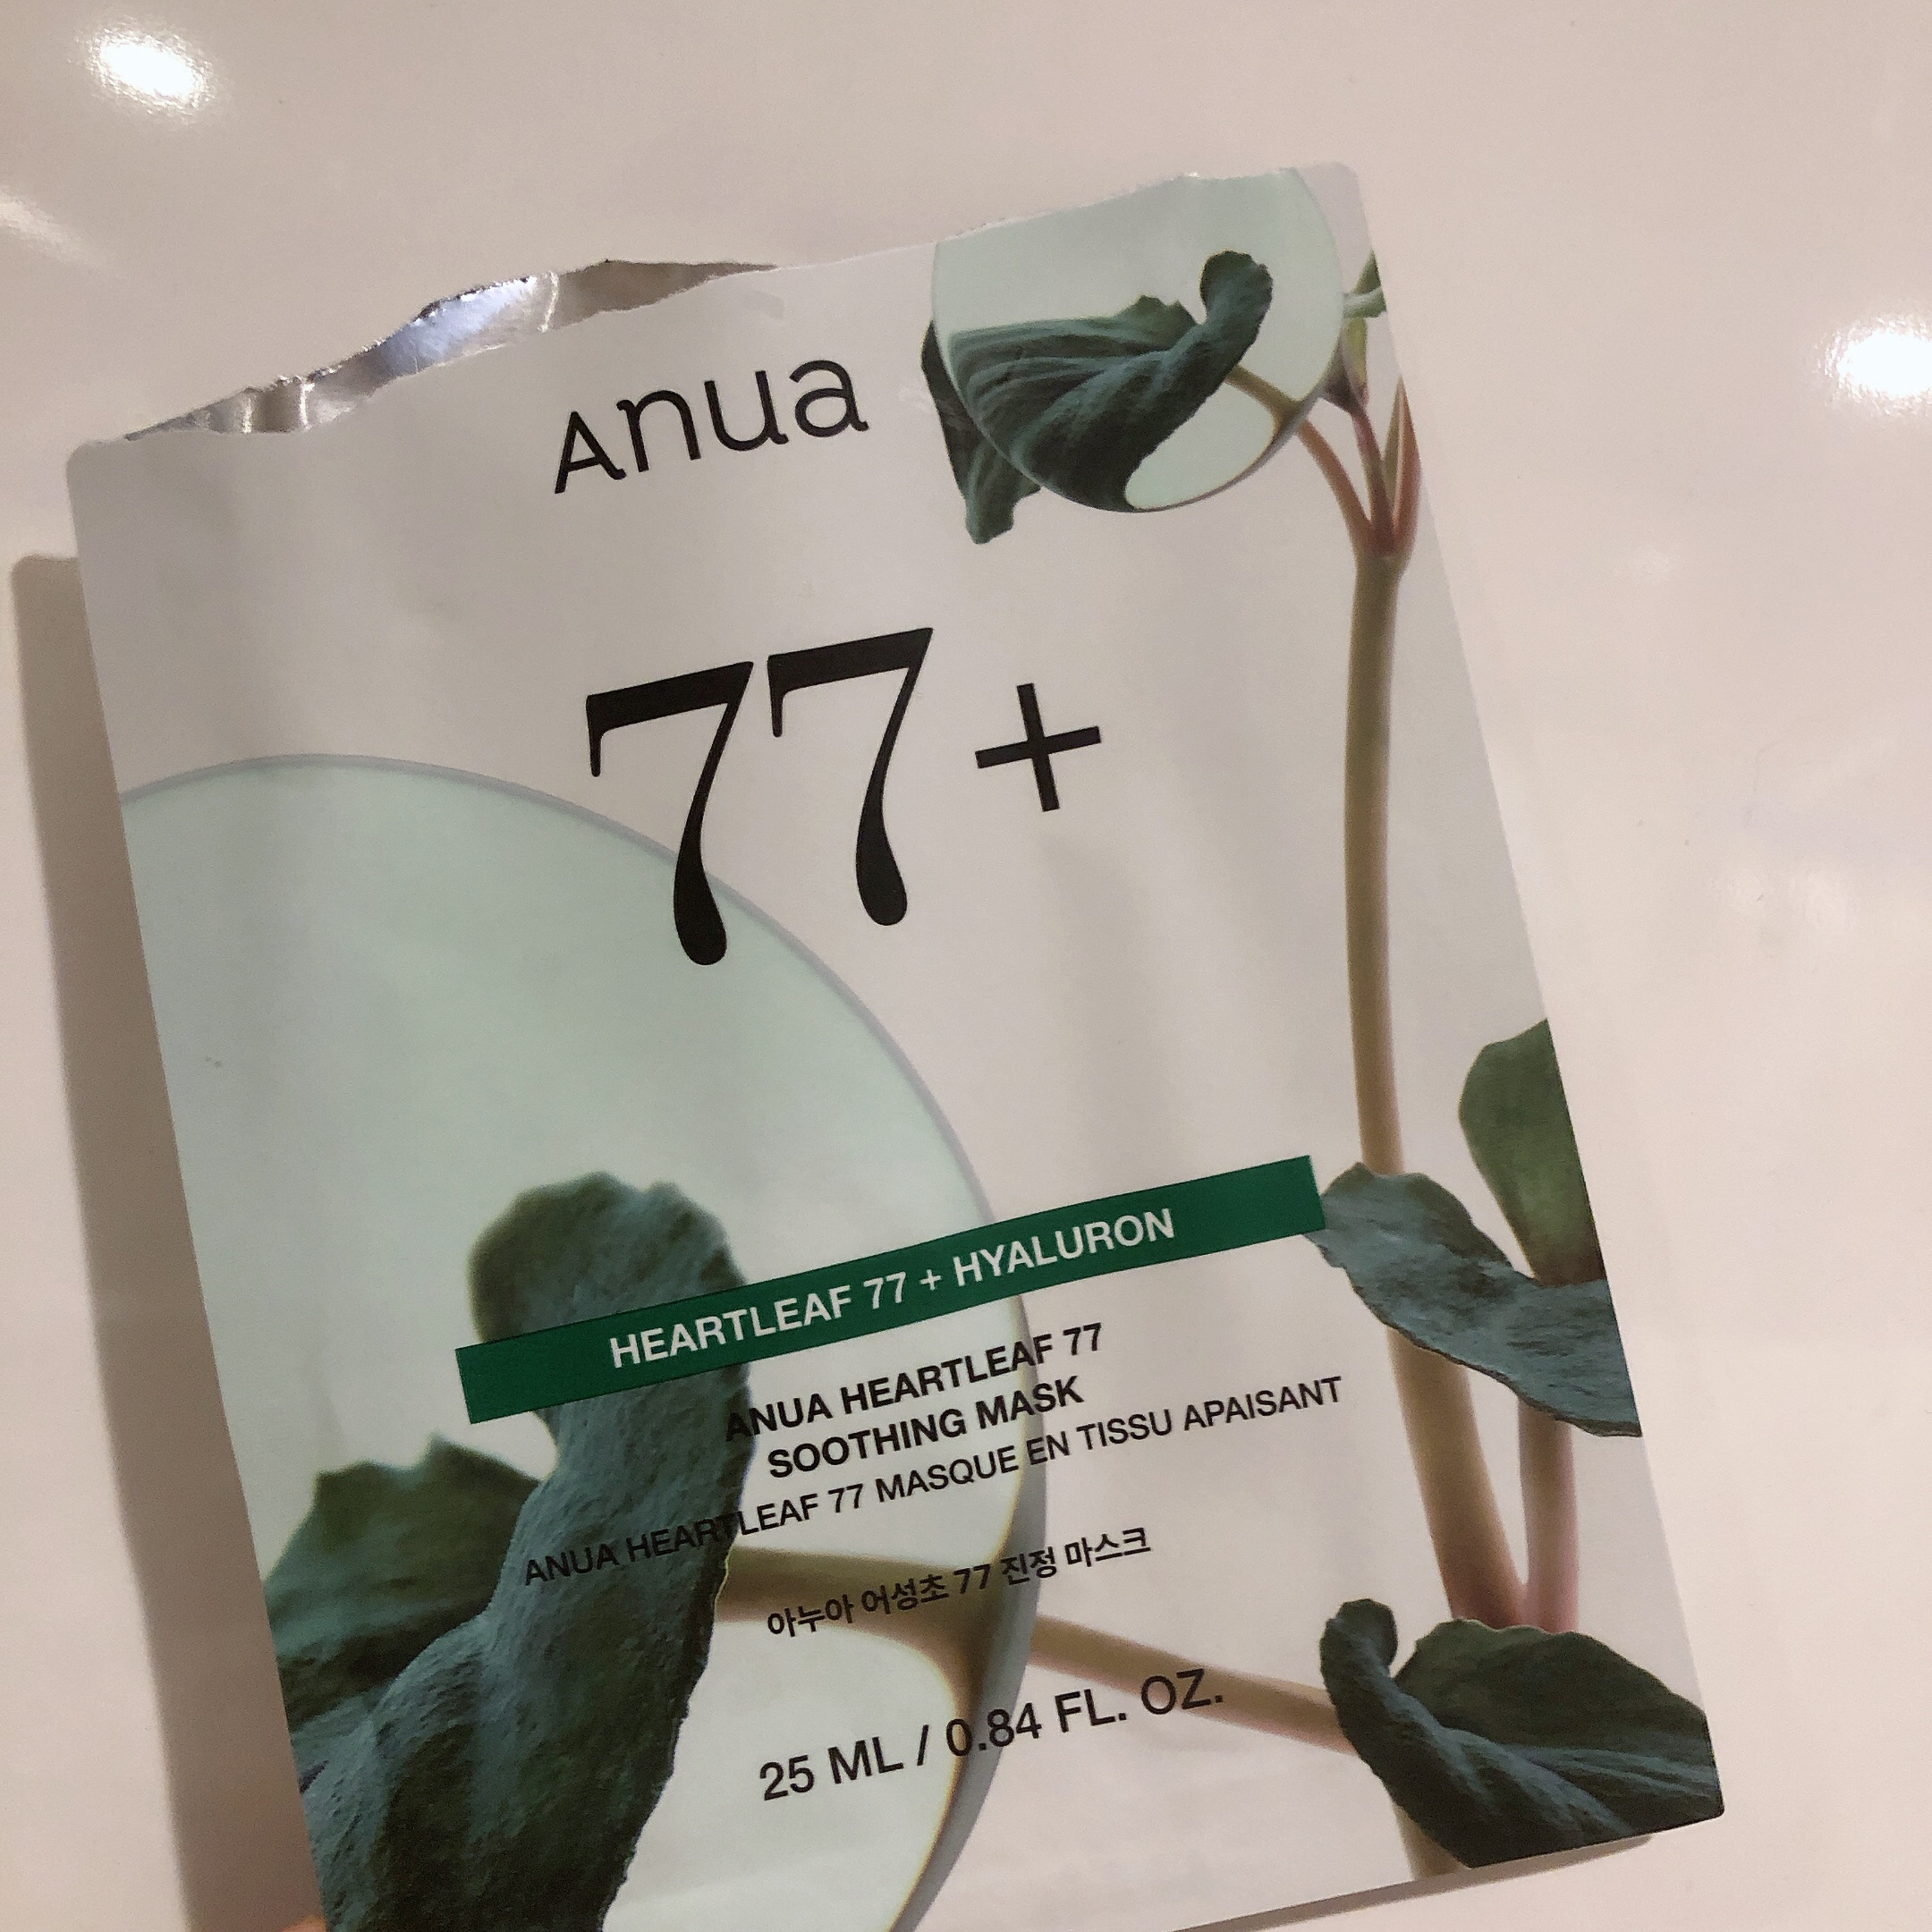 Anua
77+
HEARTLEAF 77 + HYALURON
ANUA HEARTLEAF 77
SOOTHING MASK
ANUA HEARTLEAF 77 MASQUE EN TISSU APAISANT
아누아 어성초 77 진정 마스크
25 ML / 0.84 FL. OZ.